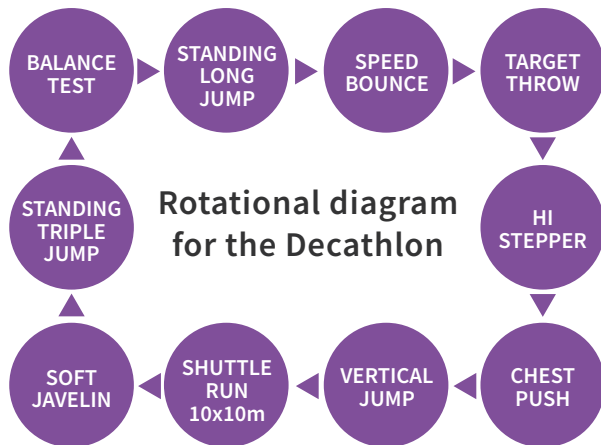 BALANCE
TEST
STANDING
LONG
JUMP
SPEED
BOUNCE
TARGET
THROW
STANDING
TRIPLE
JUMP
Rotational diagram
for the Decathlon
HI
STEPPER
SOFT
JAVELIN
SHUTTLE
RUN
10x10m
VERTICAL
JUMP
CHEST
PUSH